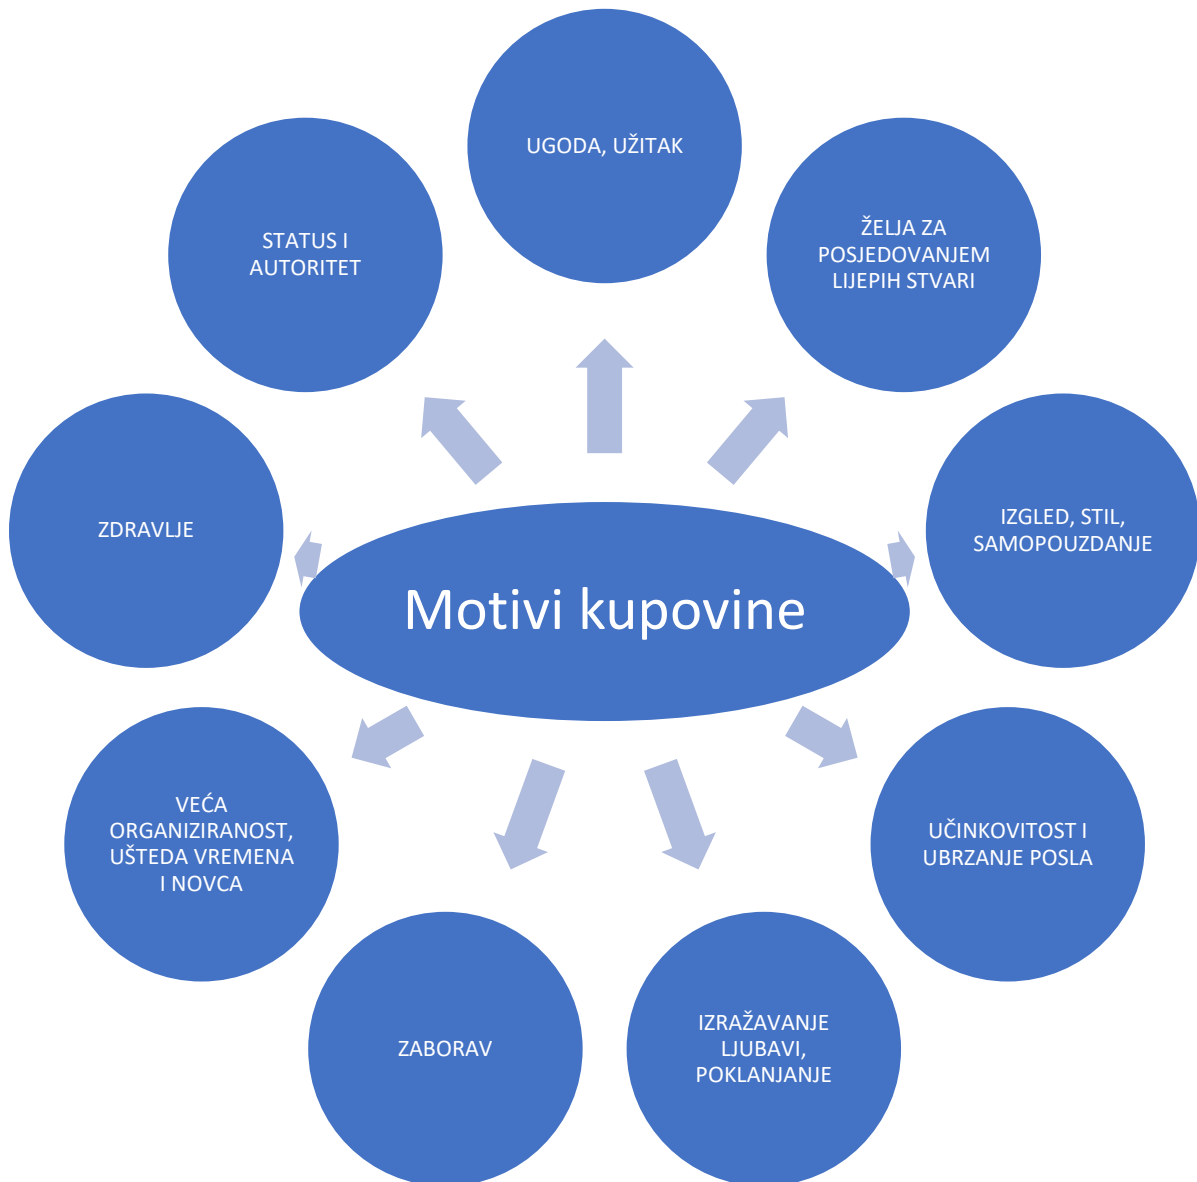 UGODA, UŽITAK
ŽELJA ZA
POSJEDOVANJEM
LIJEPIH STVARI
IZGLED, STIL,
SAMOPOUZDANJE
UČINKOVITOST I
UBRZANJE POSLA
IZRAŽAVANJE
LJUBAVI,
POKLANJANJE
ZABORAV
VEĆA
ORGANIZIRANOST,
UŠTEDA VREMENA
I NOVCA
ZDRAVLJE
STATUS I
AUTORITET
Motivi kupovine